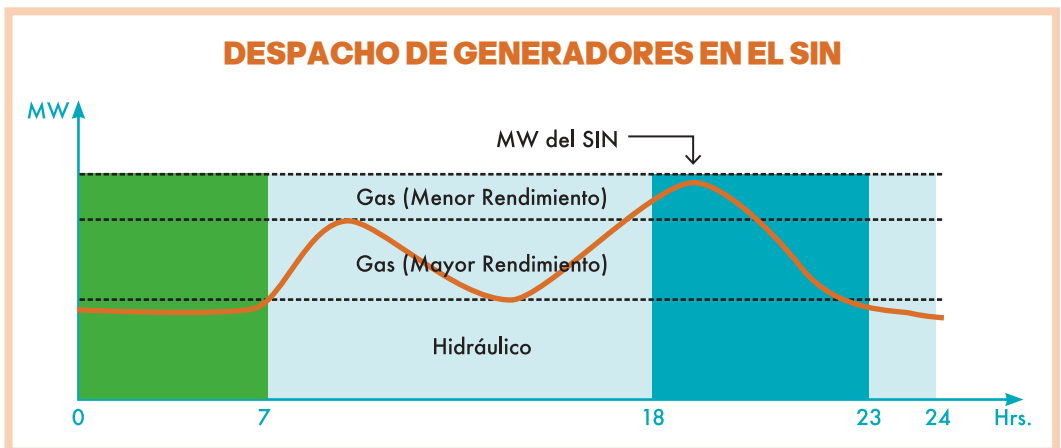 DESPACHO DE GENERADORES EN EL SIN
MW
MW del SIN
Gas (Menor Rendimiento)
Gas (Mayor Rendimiento)
Hidráulico
0 7 18 23 24 Hrs.